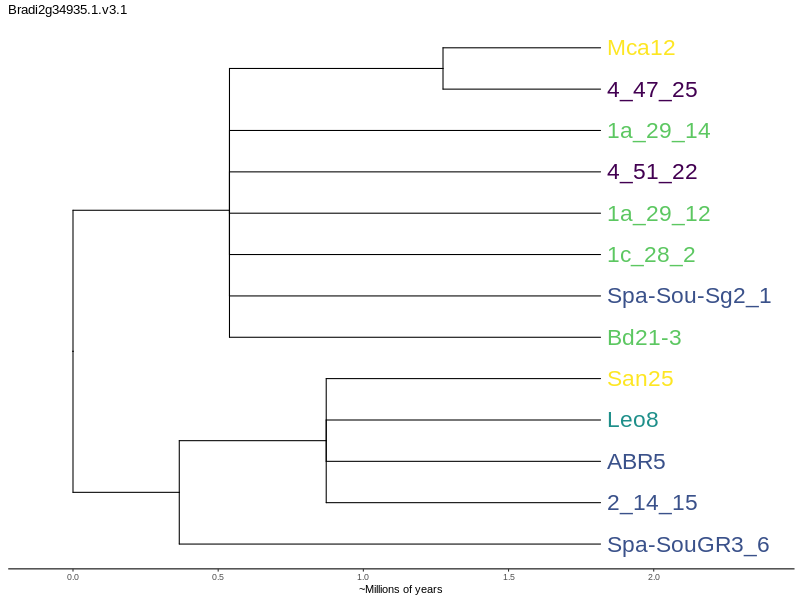 Bradi2g34935.1.v3.1
Mca12
4_47_25
1a_29_14
4_51_22
1a_29_12
1c_28_2
Spa-Sou-Sg2_1
Bd21-3
San25
Leo8
ABR5
2_14_15
Spa-SouGR3_6
0.0 0.5 1.0 1.5 2.0
~Millions of years